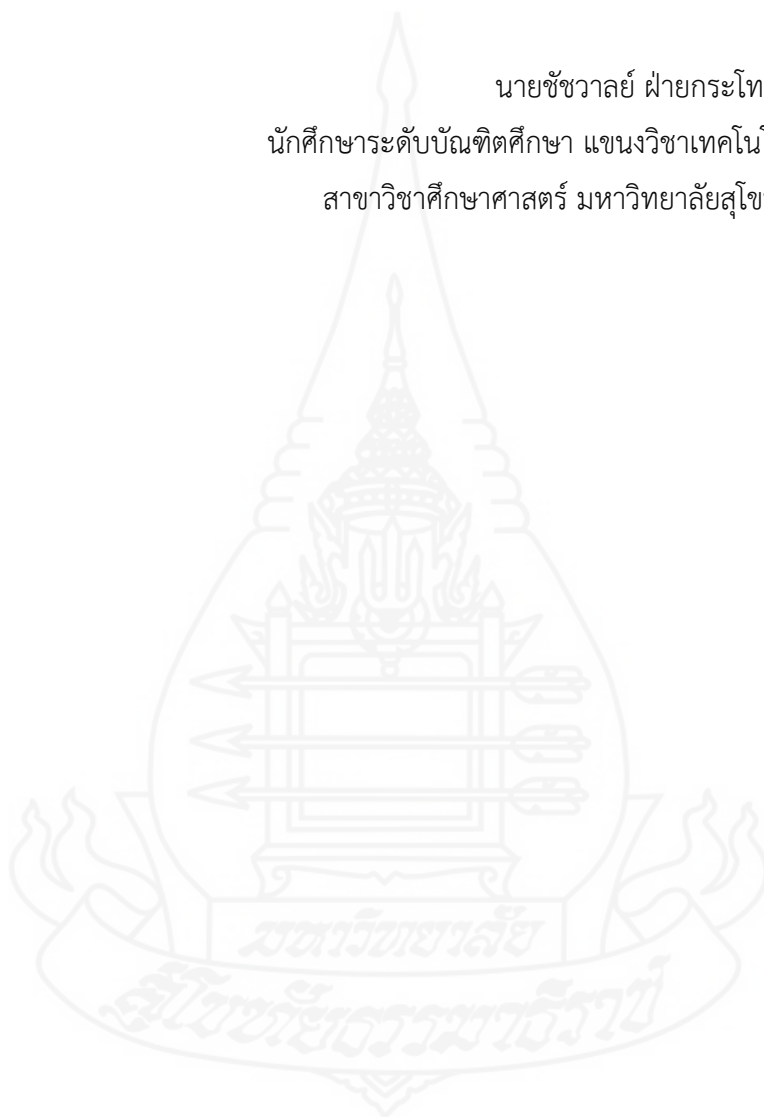 นายชัชวาลย์ ฝ่ายกระโท
นักศึกษาระดับบัณฑิตศึกษา แขนงวิชาเทคโน
สาขาวิชาศึกษาศาสตร์ มหาวิทยาลัยสุโข
มหาวิทยาลัย
สุโขทัยธรรมาธิราช